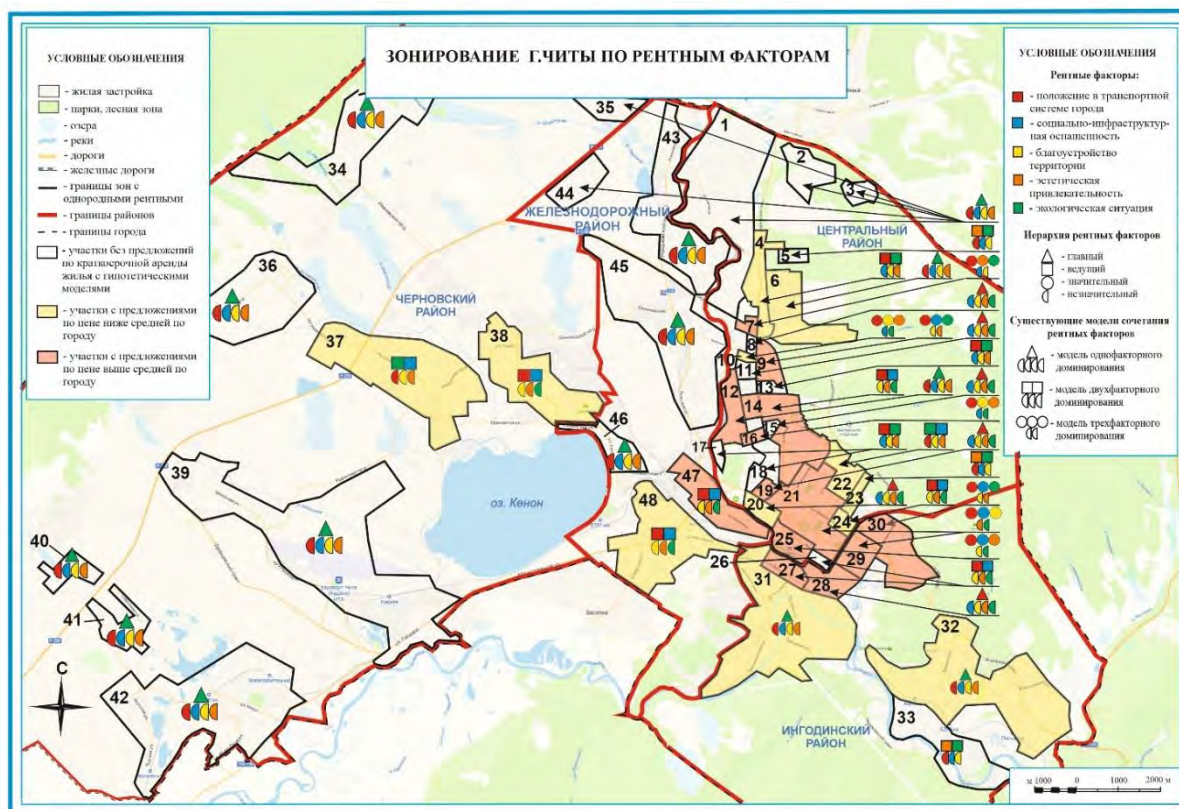 ЗОНИРОВАНИЕ Г.ЧИТЫ ПО РЕНТНЫМ ФАКТОРАМ
УСЛОВНЫЕ ОБОЗНАЧЕНИЯ
- жилая застройка
- парки, лесная зона
- озера
- реки
- дороги
- железные дороги
- границы зон с
однородными рентными
- границы районов
- границы города
- участки без предложений
по краткосрочной аренды
жилья с гипотетическими
моделями
- участки с предложениями
по цене ниже средней по
городу
- участки с предложениями
по цене выше средней по
городу
УСЛОВНЫЕ ОБОЗНАЧЕНИЯ
Рентные факторы:
- положение в транспортной
системе города
- социально-инфраструктур-
ная оснащенность
- благоустройство
территории
- эстетическая
привлекательность
- экологическая ситуация
Иерархия рентных факторов
- главный
- ведущий
- значительный
- незначительный
Существующие модели сочетания
рентных факторов
- модель однофакторного
доминирования
- модель двухфакторного
доминирования
- модель трехфакторного
доминирования
ЖЕЛЕЗНОДОРОЖНЫЙ
РАЙОН
ЦЕНТРАЛЬНЫЙ
РАЙОН
ЧЕРНОВСКИЙ
РАЙОН
ИНГОДИНСКИЙ
РАЙОН
оз. Кенон
1
2
3
4
5
6
7
8
9
10
11
12
13
14
15
16
17
18
19
20
21
22
23
24
25
26
27
28
29
30
31
32
33
34
35
36
37
38
39
40
41
42
43
44
45
46
47
48
С
м 1000 0 1000 2000 м